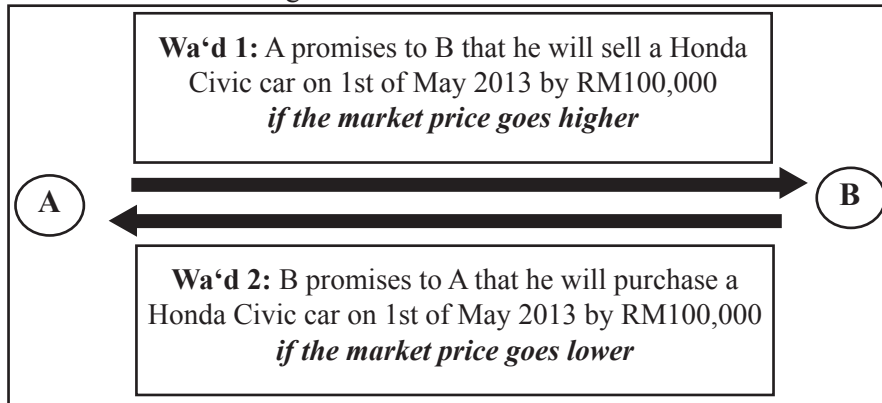 Wa‘d 1: A promises to B that he will sell a Honda
Civic car on 1st of May 2013 by RM100,000
if the market price goes higher
A
B
Wa‘d 2: B promises to A that he will purchase a
Honda Civic car on 1st of May 2013 by RM100,000
if the market price goes lower